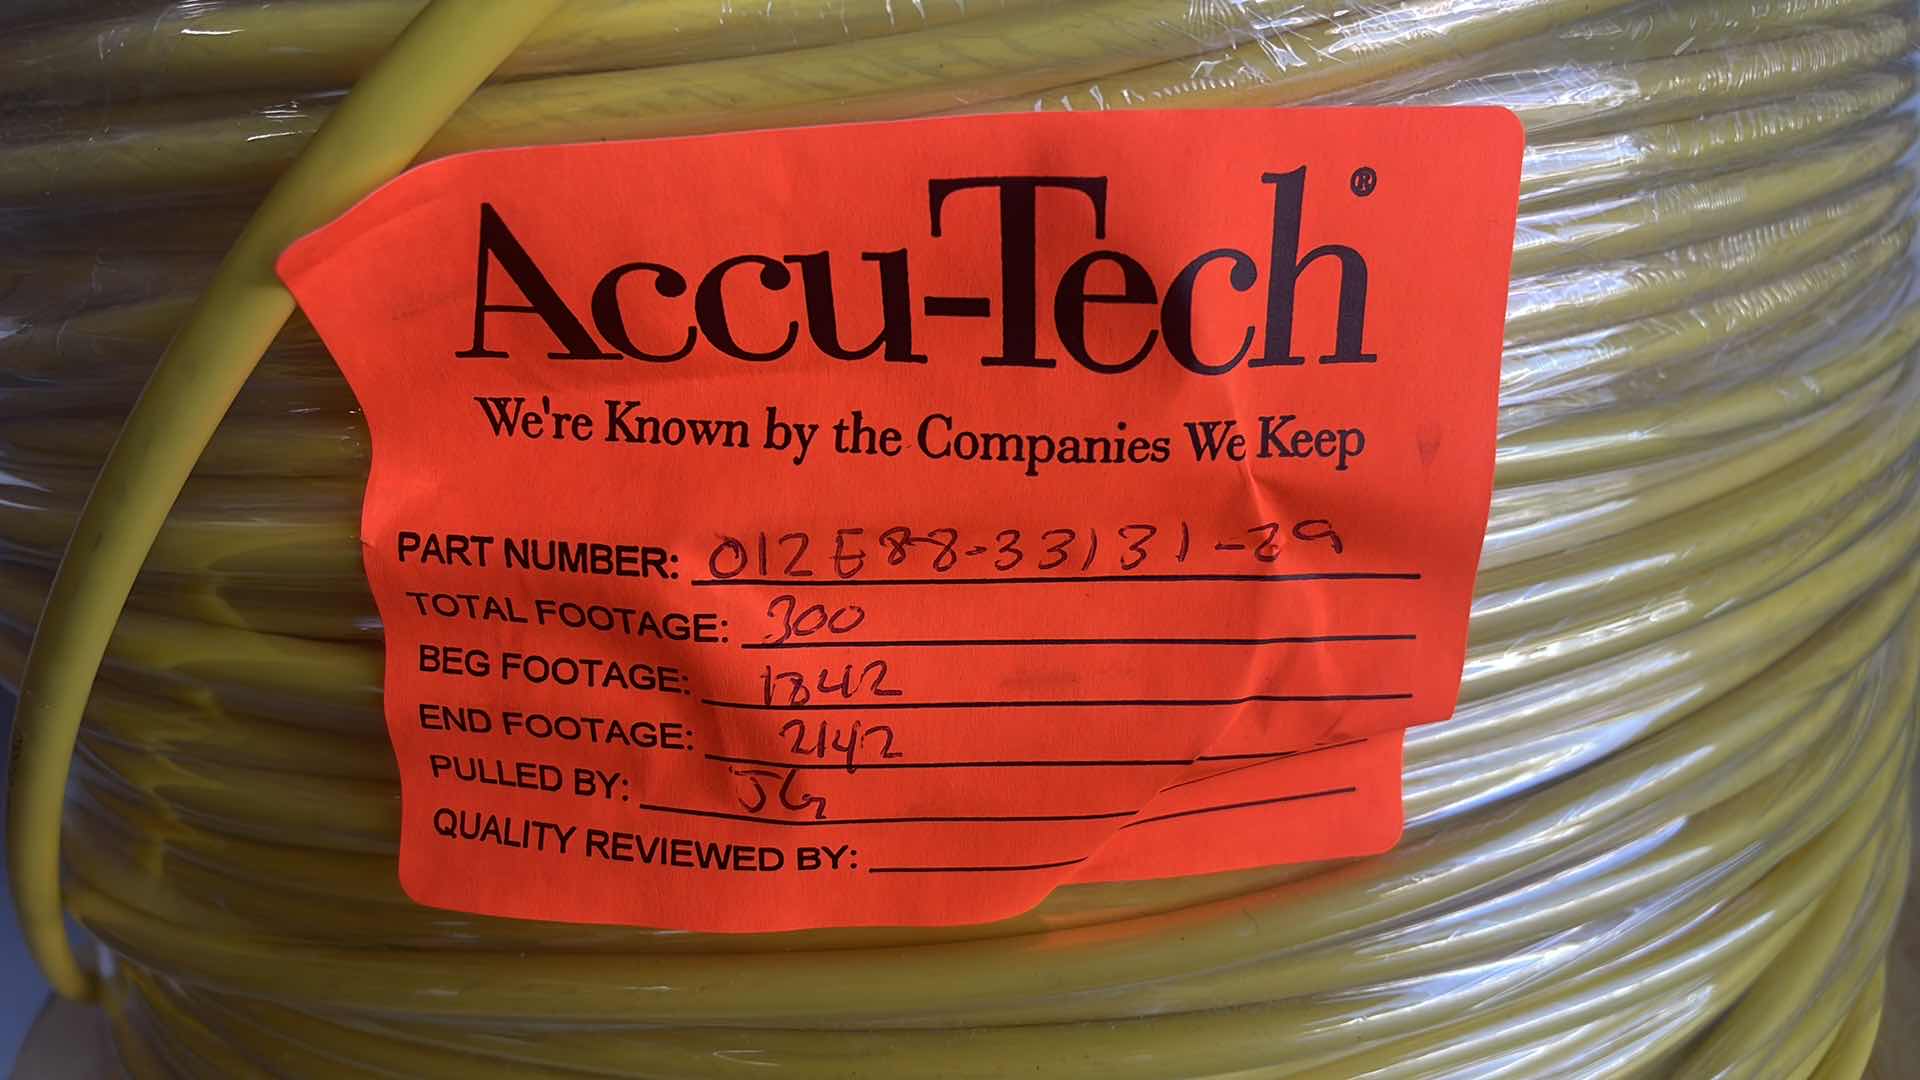 Accu-Tech®
We're Known by the Companies We Keep
PART NUMBER: 012E88-33131-29
TOTAL FOOTAGE: 300
BEG FOOTAGE: 1842
END FOOTAGE: 2142
PULLED BY: JG
QUALITY REVIEWED BY: